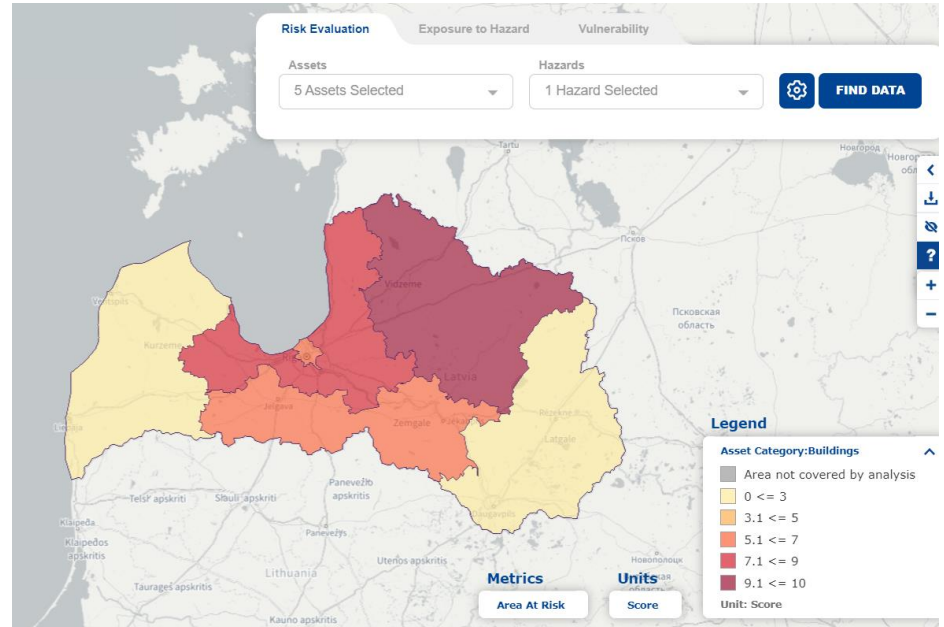 Risk Evaluation
Exposure to Hazard
Vulnerability
Assets
Hazards
5 Assets Selected
1 Hazard Selected
FIND DATA
Tartu
Новгород
?
+
−
Псков
Vidzeme
Ventspils
Псковская
область
Kurzeme
Latvia
Jelgava
Zemgale
Liepāja
Latgale
Daugavpils
Legend
Asset Category:Buildings
Area not covered by analysis
0 <= 3
3.1 <= 5
5.1 <= 7
7.1 <= 9
9.1 <= 10
Unit: Score
Panevėžio
apskritis
Telšių apskritis
Šiaulių apskritis
Klaipėda
Klaipėdos
apskritis
Panevėžys
Utenos apskritis
Новополоцк
Lithuania
Tauragės apskritis
Kauno apskritis
Metrics
Units
Area At Risk
Score